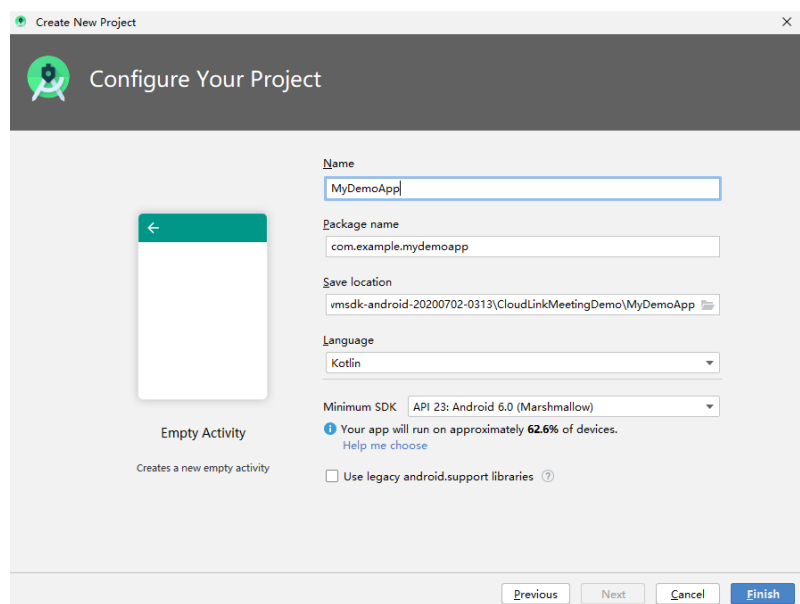 Create New Project
Configure Your Project
Name
MyDemoApp
Package name
com.example.mydemoapp
Save location
vmsdk-android-20200702-0313\CloudLinkMeetingDemo\MyDemoApp
Language
Kotlin
Minimum SDK API 23: Android 6.0 (Marshmallow)
Your app will run on approximately 62.6% of devices.
Help me choose
Use legacy android.support libraries ?
Empty Activity
Creates a new empty activity
Previous Next Cancel Finish